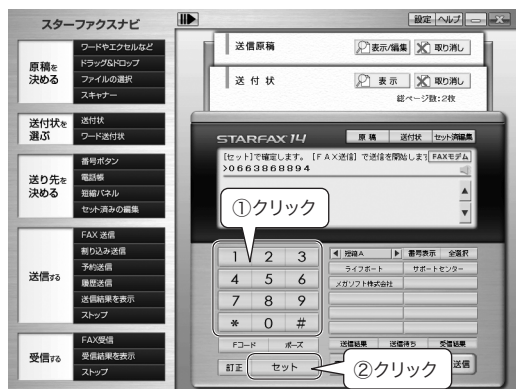 スターファクスナビ
設定 ヘルプ
原稿を
決める
ワードやエクセルなど
ドラッグ&ドロップ
ファイルの選択
スキャナー
送付状を
選ぶ
送付状
ワード送付状
送り先を
決める
番号ボタン
電話帳
短縮パネル
セット済みの編集
送信する
FAX 送信
割り込み送信
予約送信
履歴送信
送信結果を表示
ストップ
受信する
FAX受信
受信結果を表示
ストップ
送信原稿 表示/編集 取り消し
送 付 状 表 示 取り消し
総ページ数:2枚
STARFAX 14 原 稿 送付状 セット済編集
[セット]で確定します。[FAX送信]で送信を開始します FAXモデム
>0663868894
①クリック
1 2 3
4 5 6
7 8 9
* 0 #
Fコード ポーズ
訂正 セット
短縮A 番号表示 全選択
ライフボート サポートセンター
メガソフト株式会社
送信結果 送信待ち 受信結果
②クリック 送信